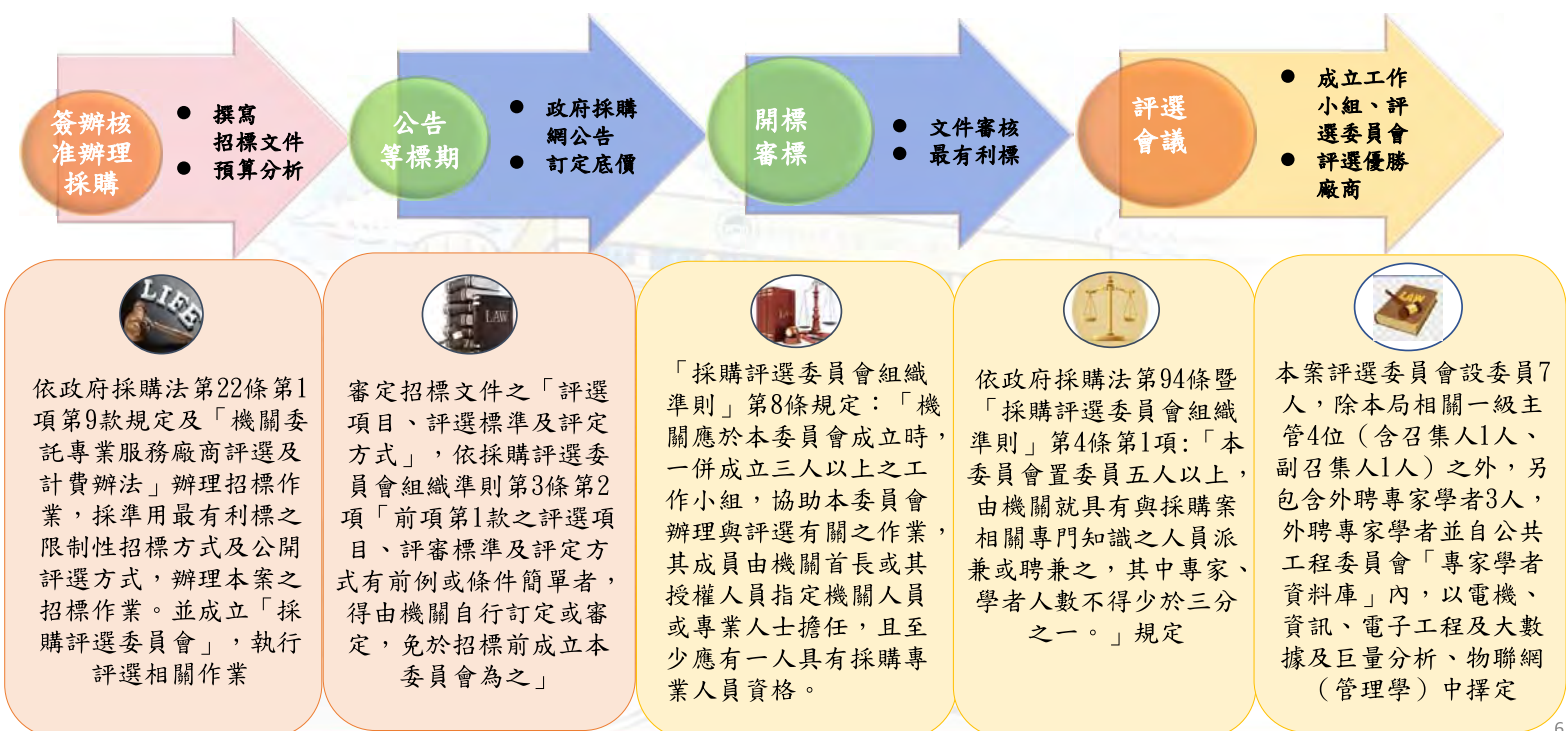 簽辦核
准辦理
採購
● 撰寫
招標文件
● 預算分析
公告
等標期
● 政府採購
網公告
● 訂定底價
開標
審標
● 文件審核
● 最有利標
評選
會議
● 成立工作
小組、評
選委員會
● 評選優勝
廠商
LIFE
依政府採購法第22條第1
項第9款規定及「機關委
託專業服務廠商評選及
計費辦法」辦理招標作
業，採準用最有利標之
限制性招標方式及公開
評選方式，辦理本案之
招標作業。並成立「採
購評選委員會」，執行
評選相關作業
LAW
審定招標文件之「評選
項目、評選標準及評定
方式」，依採購評選委
員會組織準則第3條第2
項「前項第1款之評選項
目、評審標準及評定方
式有前例或條件簡單者，
得由機關自行訂定或審
定，免於招標前成立本
委員會為之」
「採購評選委員會組織
準則」第8條規定：「機
關應於本委員會成立時，
一併成立三人以上之工
作小組，協助本委員會
辦理與評選有關之作業，
其成員由機關首長或其
授權人員指定機關人員
或專業人士擔任，且至
少應有一人具有採購專
業人員資格。
依政府採購法第94條暨
「採購評選委員會組織
準則」第4條第1項:「本
委員會置委員五人以上，
由機關就具有與採購案
相關專門知識之人員派
兼或聘兼之，其中專家、
學者人數不得少於三分
之一。」規定
LAW
本案評選委員會設委員7
人，除本局相關一級主
管4位（含召集人1人、
副召集人1人）之外，另
包含外聘專家學者3人，
外聘專家學者並自公共
工程委員會「專家學者
資料庫」內，以電機、
資訊、電子工程及大數
據及巨量分析、物聯網
（管理學）中擇定
6